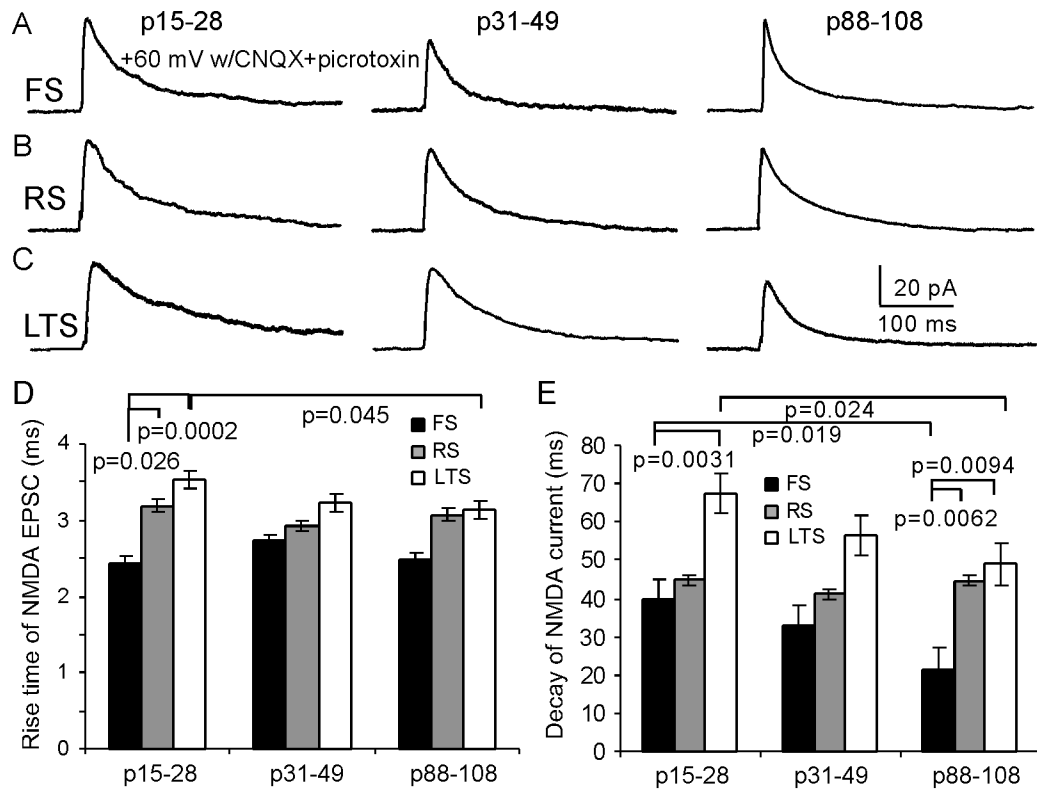 A p15-28 p31-49 p88-108
+60 mV w/CNQX+picrotoxin
FS
B
RS
C
LTS
20 pA
100 ms
D
p=0.045
p=0.0002
p=0.026
FS
RS
LTS
Rise time of NMDA EPSC (ms)
4
3
2
1
0
p15-28 p31-49 p88-108
E
p=0.024
p=0.019
p=0.0031
p=0.0094
p=0.0062
FS
RS
LTS
Decay of NMDA current (ms)
80
70
60
50
40
30
20
10
0
p15-28 p31-49 p88-108